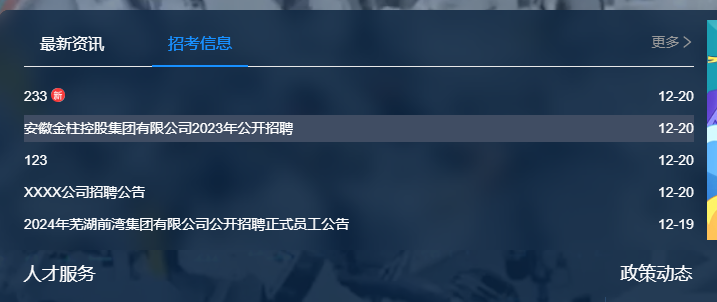 最新资讯 招考信息 更多
233 新 12-20
安徽金柱控股集团有限公司2023年公开招聘 12-20
123 12-20
XXXX公司招聘公告 12-20
2024年芜湖前湾集团有限公司公开招聘正式员工公告 12-19
人才服务 政策动态